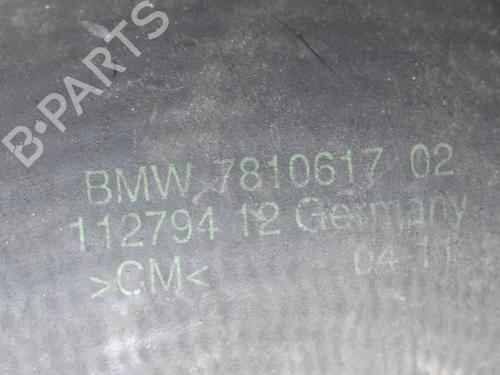 B·PARTS
BMW 7810617 02
112794 12 Germany
>CM< 04-11